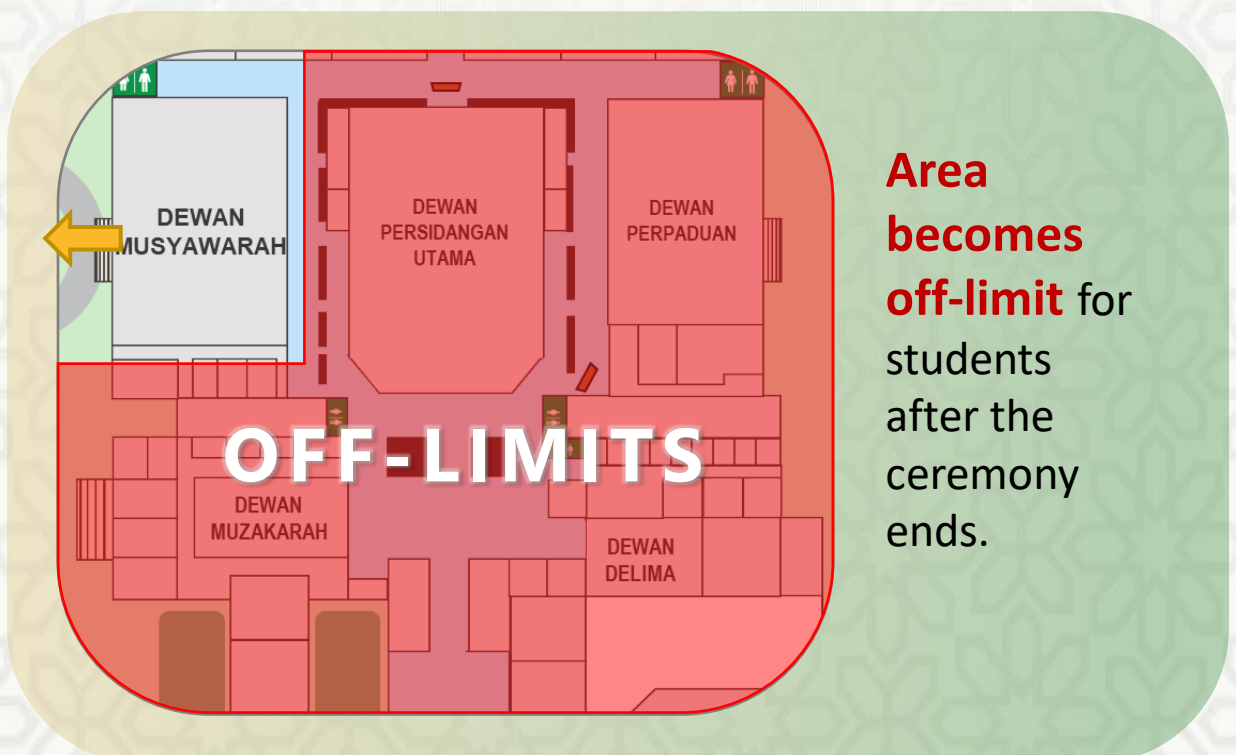 DEWAN
MUSYAWARAH
DEWAN
PERSIDANGAN
UTAMA
DEWAN
PERPADUAN
OFF-LIMITS
DEWAN
MUZAKARAH
DEWAN
DELIMA
Area
becomes
off-limit for
students
after the
ceremony
ends.